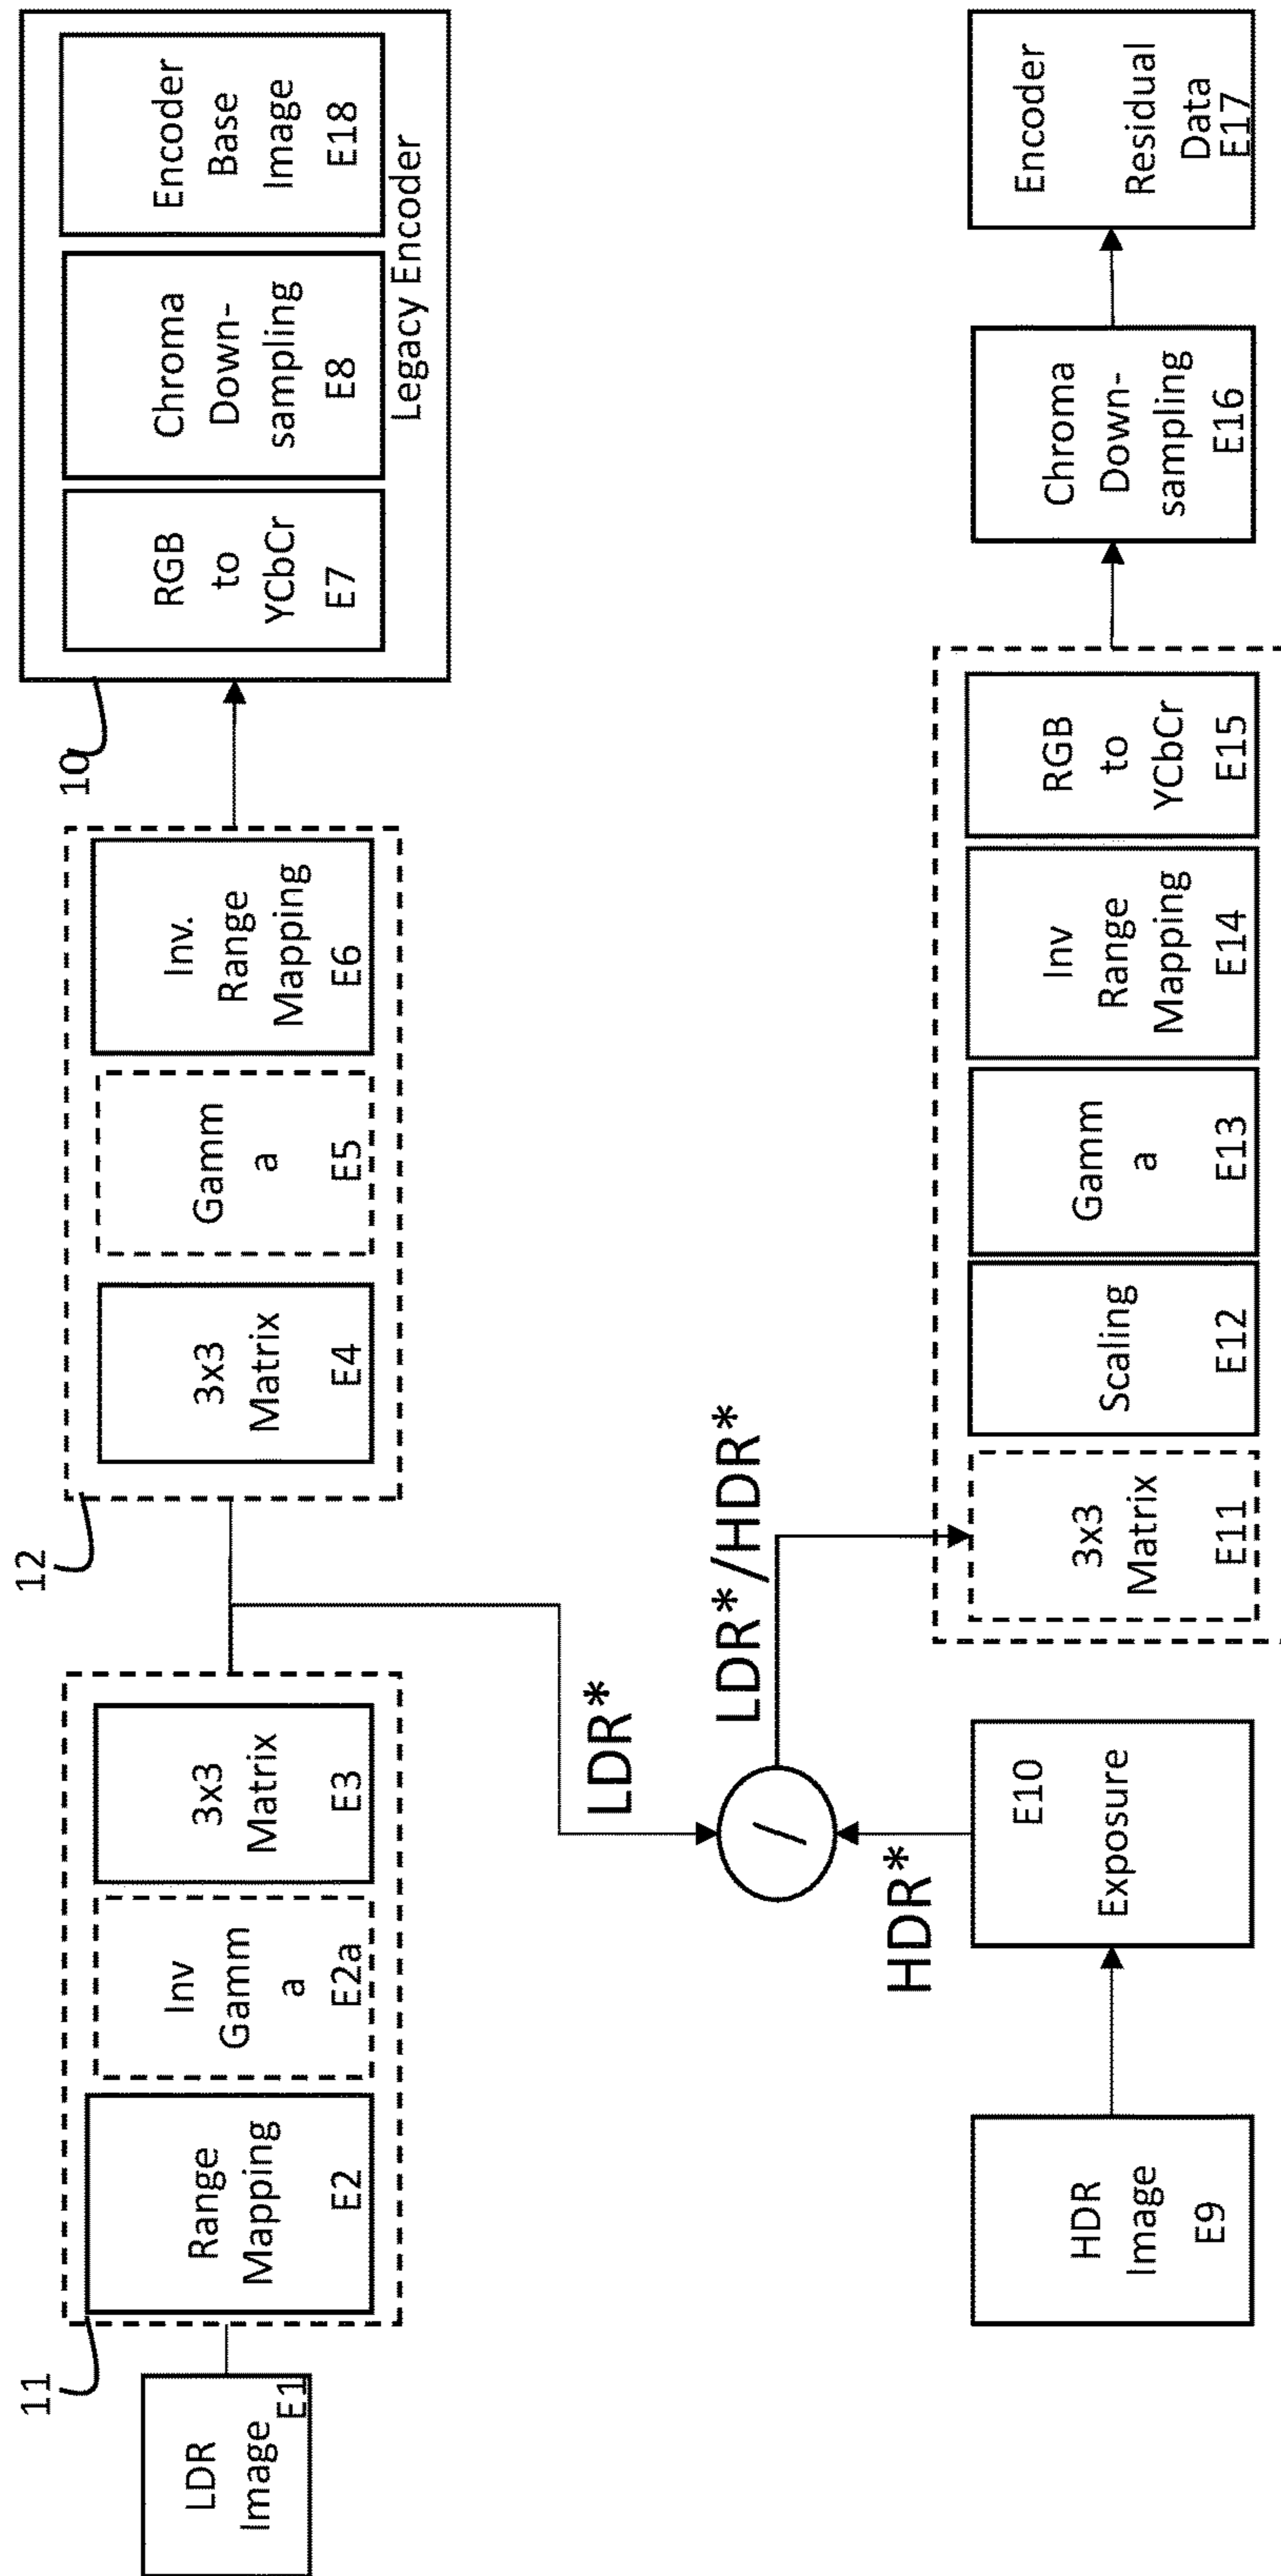 11
LDR
Image
E1
Range
Mapping
E2
Inv
Gamm
a
E2a
3x3
Matrix
E3
12
3x3
Matrix
E4
Gamm
a
E5
Inv.
Range
Mapping
E6
10
RGB
to
YCbCr
E7
Chroma
Down-
sampling
E8
Encoder
Base
Image
E18
Legacy Encoder
LDR*
HDR*
/
LDR*/HDR*
HDR
Image
E9
E10
Exposure
3x3
Matrix
E11
Scaling
E12
Gamm
a
E13
Inv
Range
Mapping
E14
RGB
to
YCbCr
E15
Chroma
Down-
sampling
E16
Encoder
Residual
Data
E17